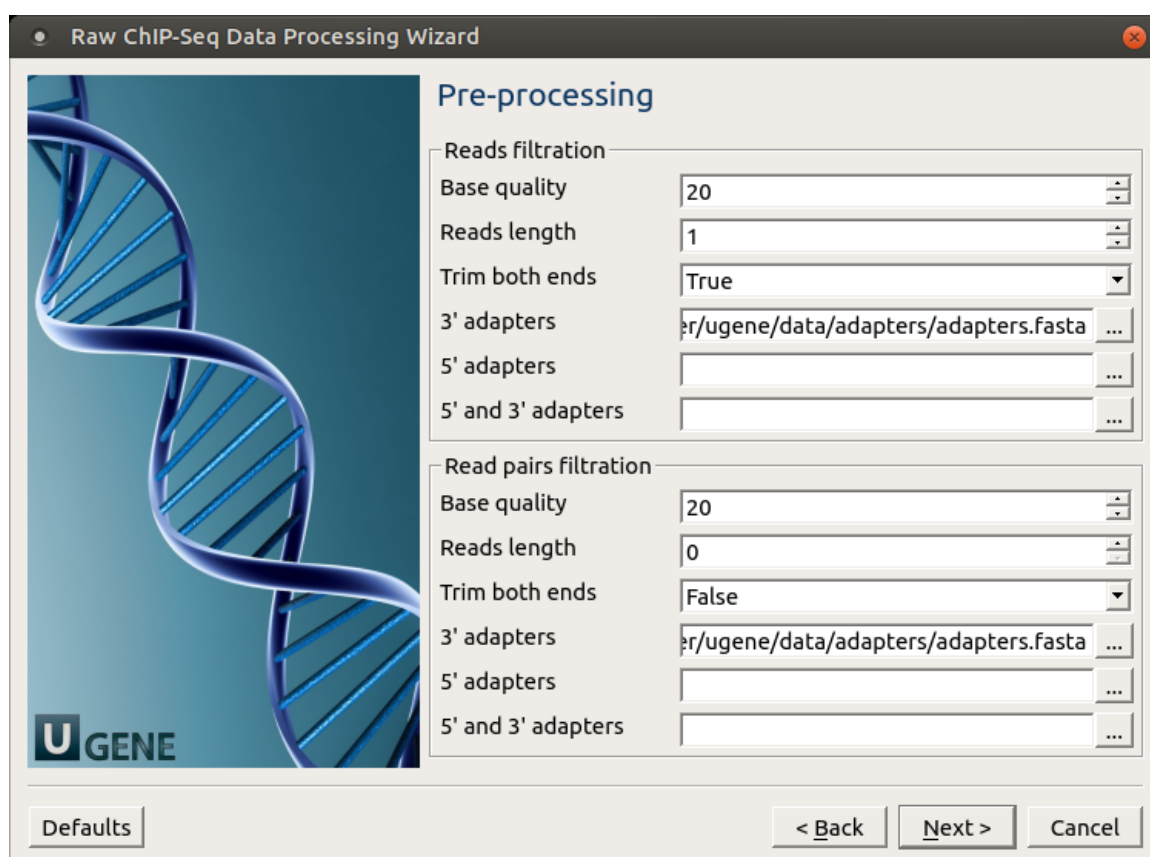 Raw ChIP-Seq Data Processing Wizard
Pre-processing
Reads filtration
Base quality 20
Reads length 1
Trim both ends True
3' adapters er/ugene/data/adapters/adapters.fasta ...
5' adapters ...
5' and 3' adapters ...
Read pairs filtration
Base quality 20
Reads length 0
Trim both ends False
3' adapters er/ugene/data/adapters/adapters.fasta ...
5' adapters ...
5' and 3' adapters ...
UGENE
Defaults < Back Next > Cancel